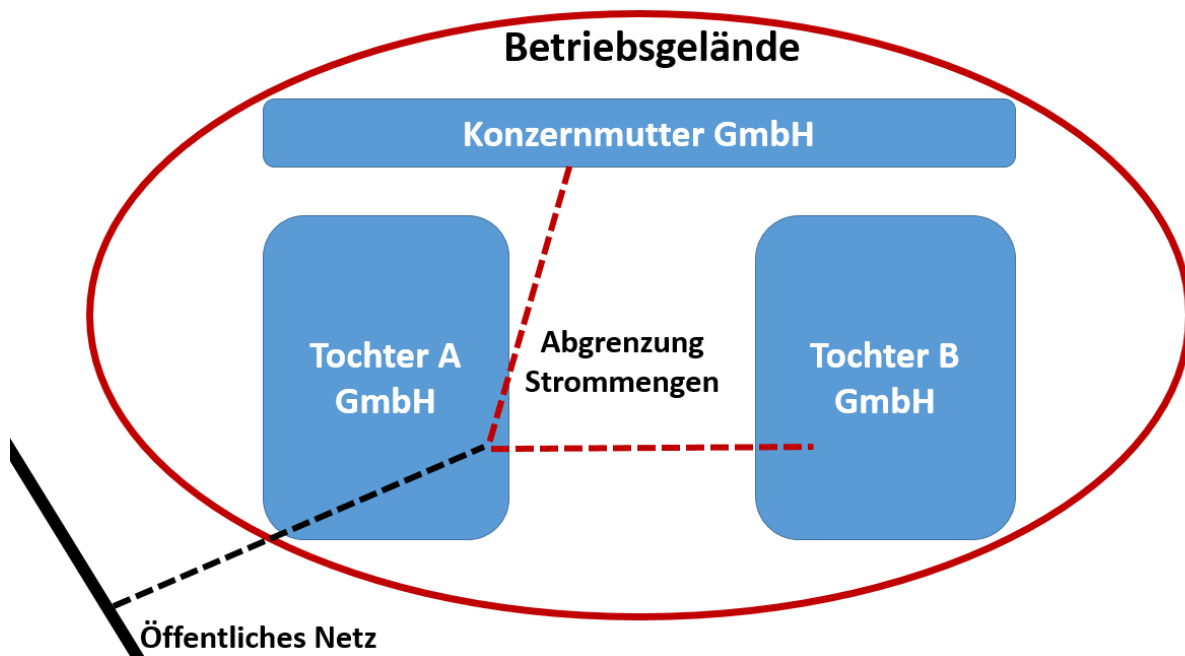 Betriebsgelände
Konzernmutter GmbH
Abgrenzung
Strommengen
Tochter A
GmbH
Tochter B
GmbH
Öffentliches Netz